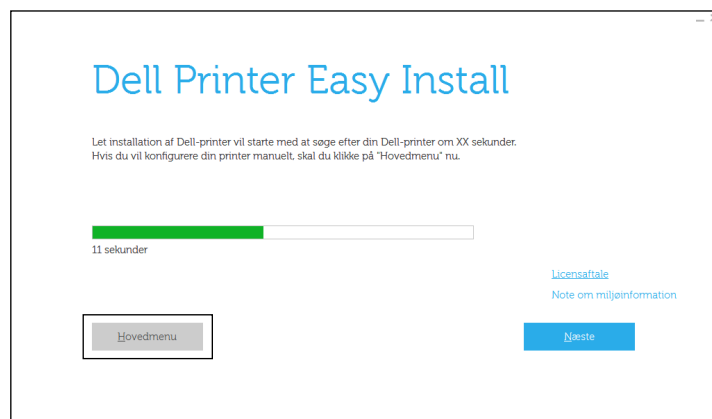 Dell Printer Easy Install
Let installation af Dell-printer vil starte med at søge efter din Dell-printer om XX sekunder.
Hvis du vil konfigurere din printer manuelt, skal du klikke på "Hovedmenu" nu.
11 sekunder
Licensaftale
Note om miljøinformation
Hovedmenu
Næste